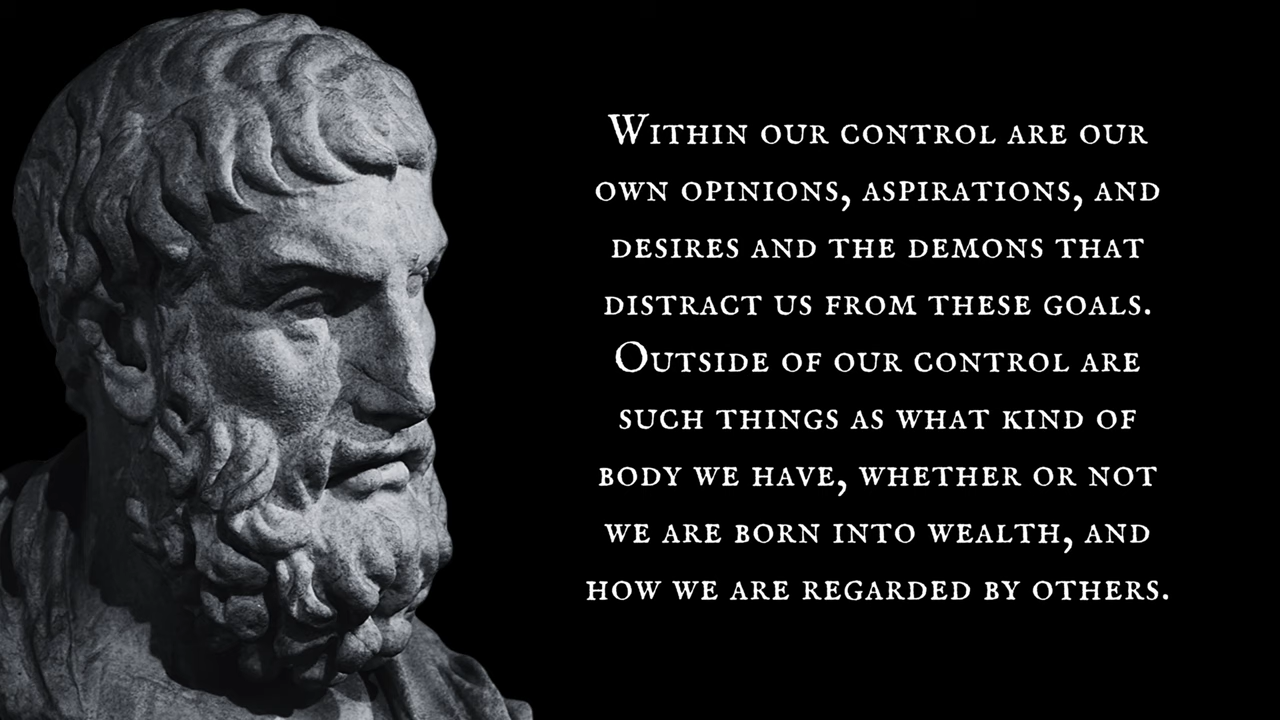 Within our control are our
own opinions, aspirations, and
desires and the demons that
distract us from these goals.
Outside of our control are
such things as what kind of
body we have, whether or not
we are born into wealth, and
how we are regarded by others.